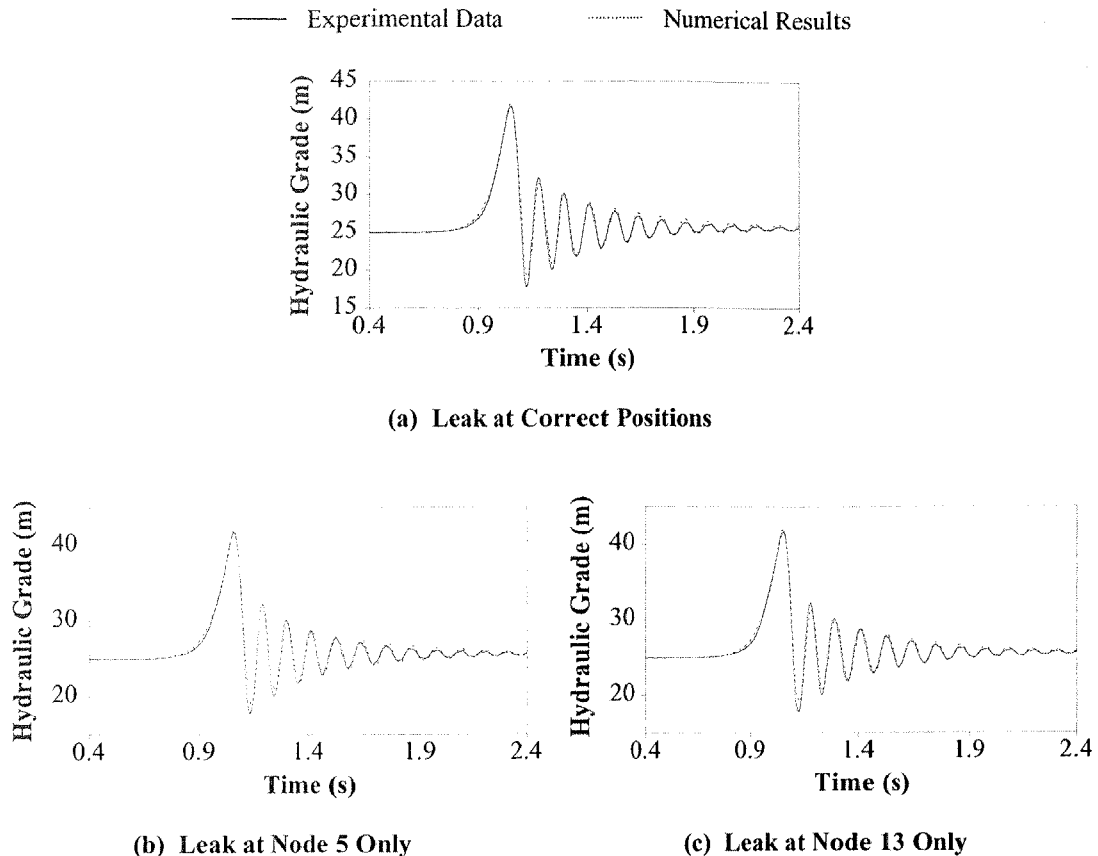 Experimental Data Numerical Results
Hydraulic Grade (m)
45
40
35
30
25
20
15
0.4 0.9 1.4 1.9 2.4
Time (s)
(a) Leak at Correct Positions
Hydraulic Grade (m)
40
30
20
0.4 0.9 1.4 1.9 2.4
Time (s)
(b) Leak at Node 5 Only
Hydraulic Grade (m)
40
30
20
0.4 0.9 1.4 1.9 2.4
Time (s)
(c) Leak at Node 13 Only